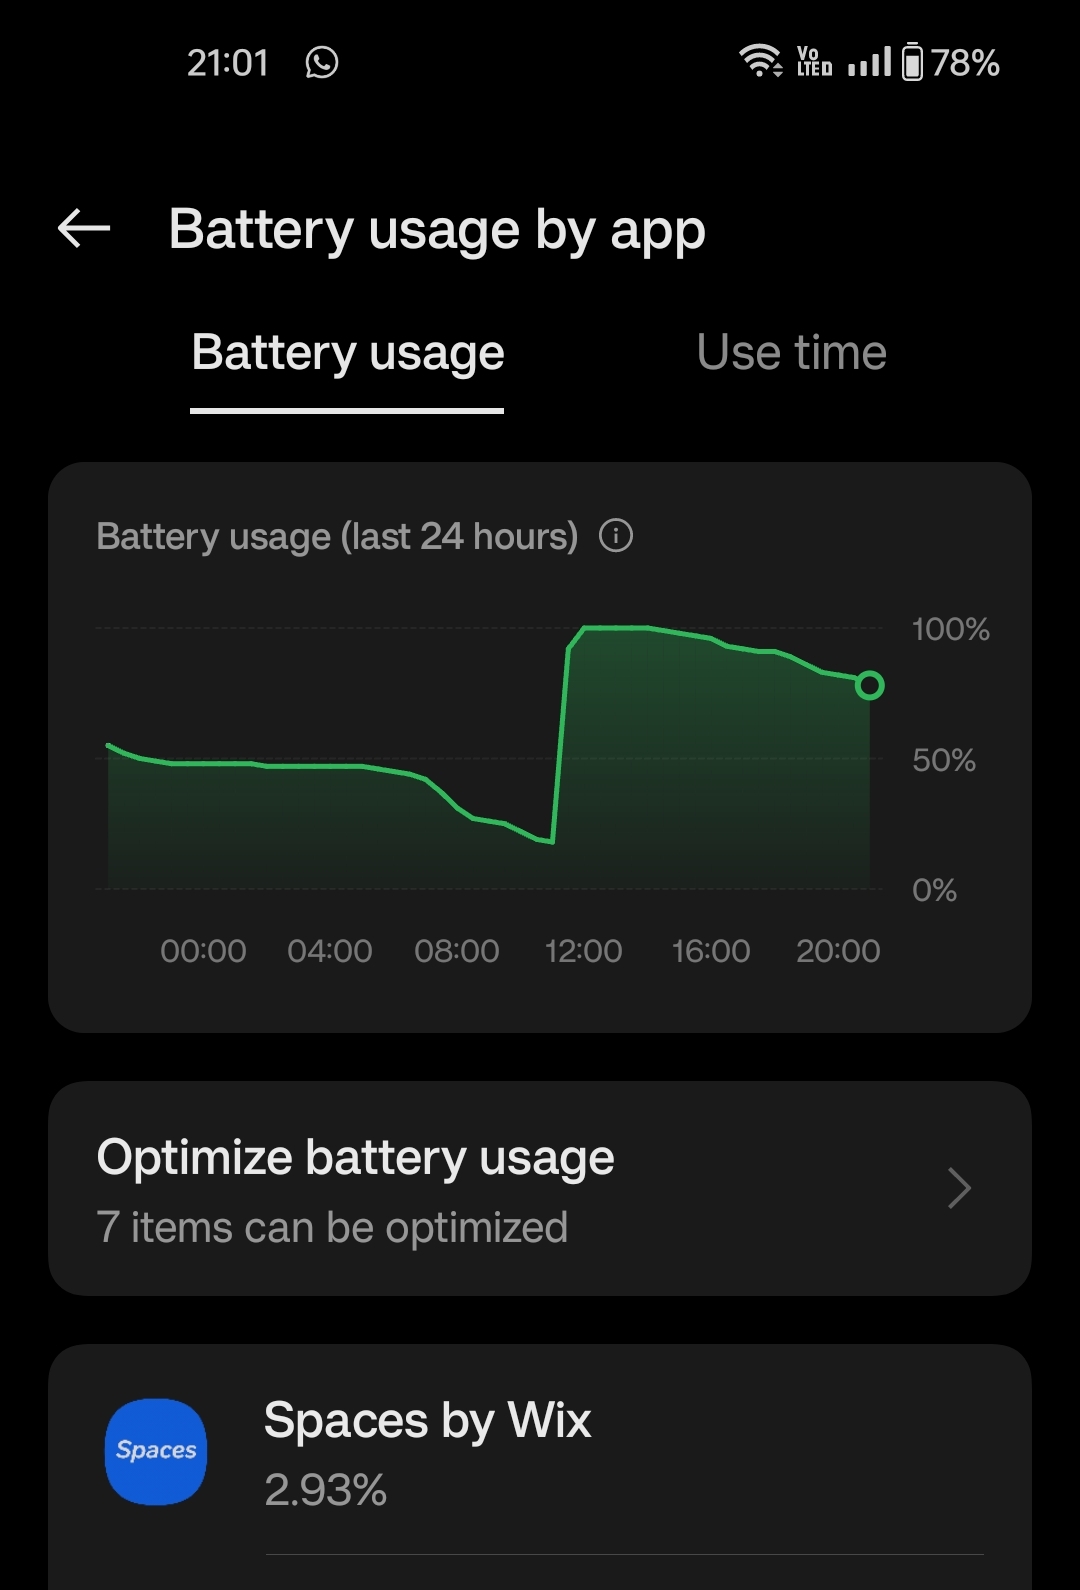 21:01 Vo LTED 78%
Battery usage by app
Battery usage Use time
Battery usage (last 24 hours)
100%
50%
0%
00:00 04:00 08:00 12:00 16:00 20:00
Optimize battery usage
7 items can be optimized
Spaces by Wix
Spaces
2.93%